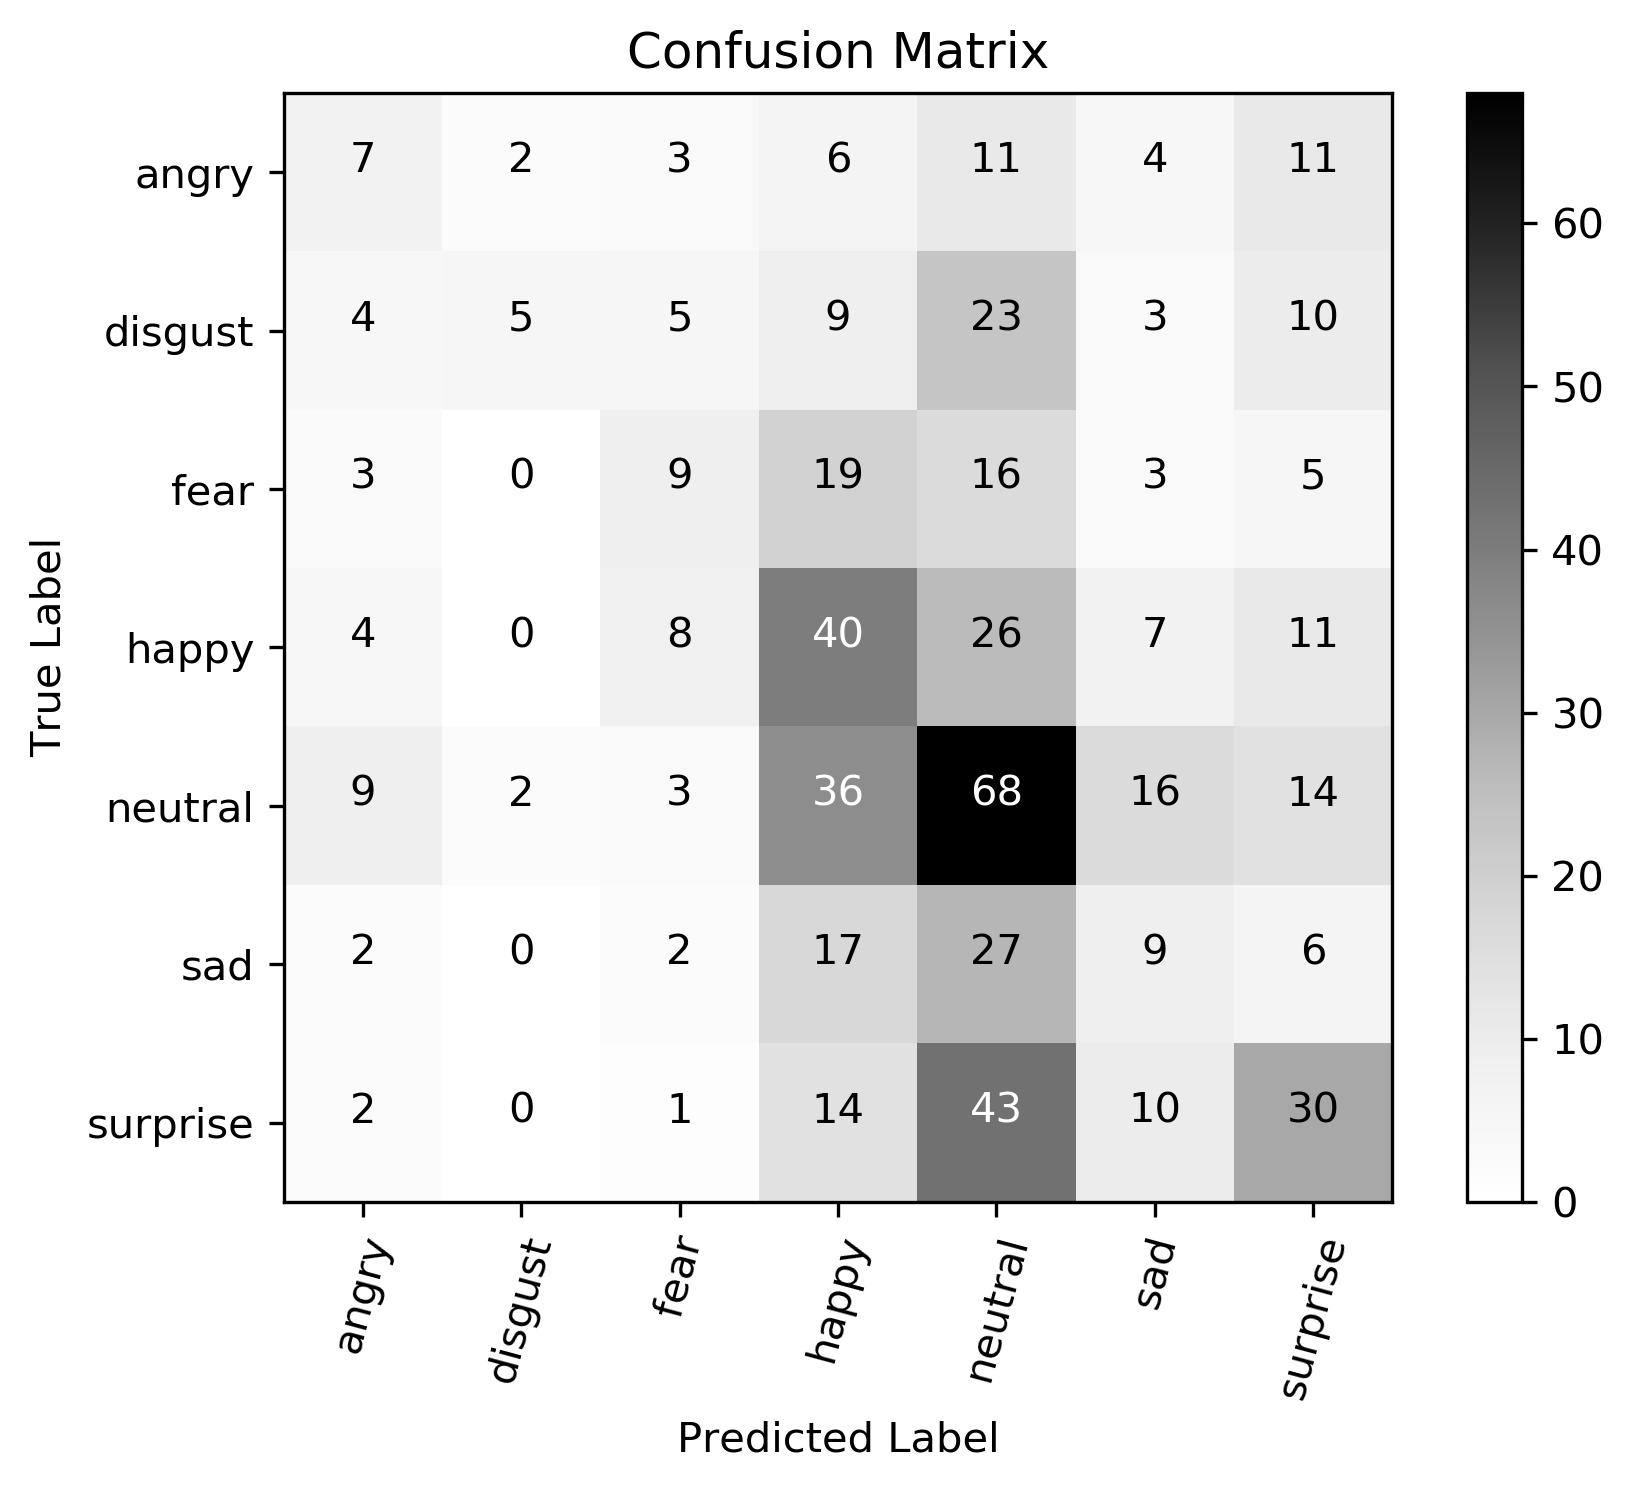 Confusion Matrix
angry 7 2 3 6 11 4 11
disgust 4 5 5 9 23 3 10
fear 3 0 9 19 16 3 5
happy 4 0 8 40 26 7 11
neutral 9 2 3 36 68 16 14
sad 2 0 2 17 27 9 6
surprise 2 0 1 14 43 10 30
angry disgust fear happy neutral sad surprise
True Label
Predicted Label
60
50
40
30
20
10
0